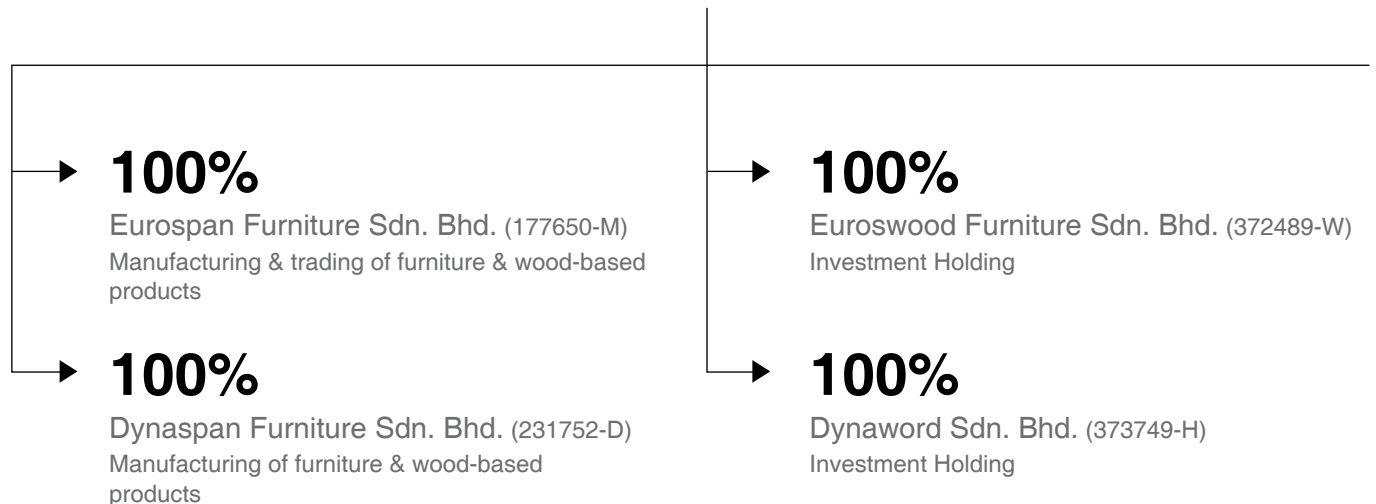 100%
Eurospan Furniture Sdn. Bhd. (177650-M)
Manufacturing & trading of furniture & wood-based
products
100%
Dynaspan Furniture Sdn. Bhd. (231752-D)
Manufacturing of furniture & wood-based
products
100%
Euroswood Furniture Sdn. Bhd. (372489-W)
Investment Holding
100%
Dynaword Sdn. Bhd. (373749-H)
Investment Holding